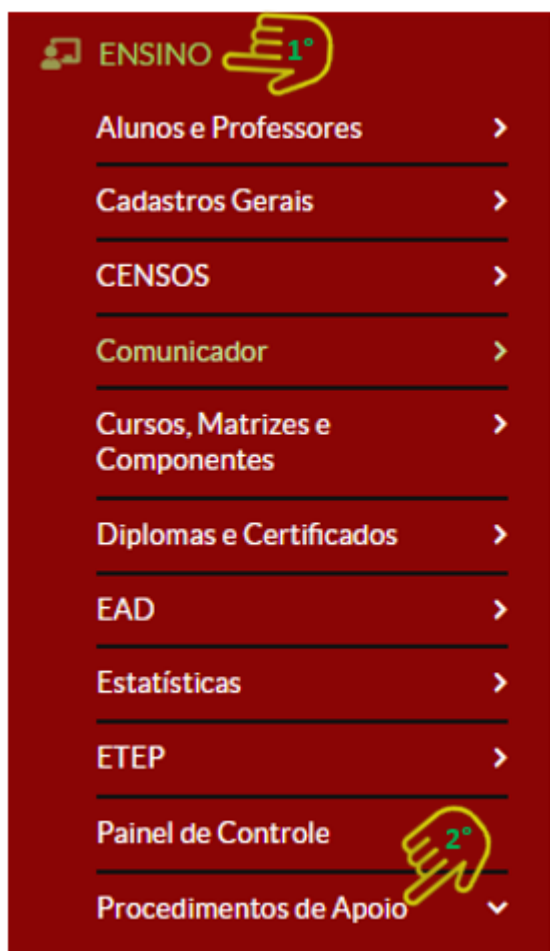 ENSINO 1°
Alunos e Professores
Cadastros Gerais
CENSOS
Comunicador
Cursos, Matrizes e
Componentes
Diplomas e Certificados
EAD
Estatísticas
ETEP
Painel de Controle
2°
Procedimentos de Apoio